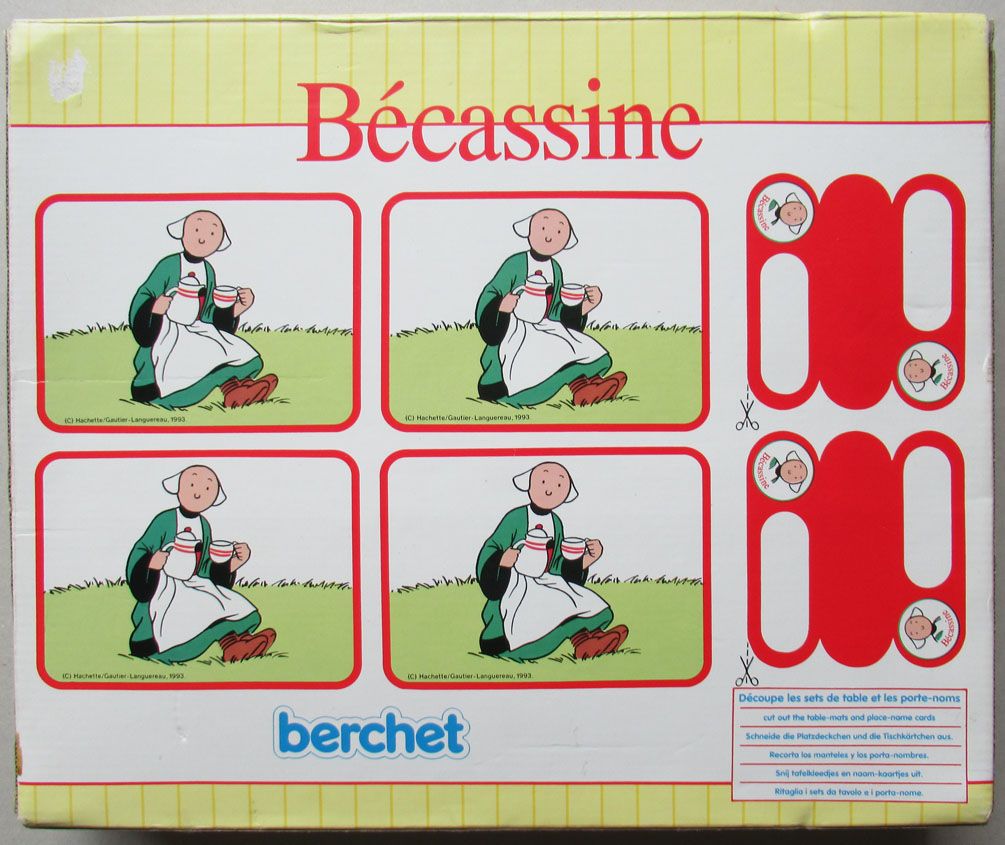 Bécassine
Bécassine
(C) Hachette/Gautier-Languereau, 1993.
(C) Hachette/Gautier-Languereau, 1993.
Bécassine
Bécassine
(C) Hachette/Gautier-Languereau, 1993.
(C) Hachette/Gautier-Languereau, 1993.
Bécassine
berchet
Découpe les sets de table et les porte-noms
cut out the table-mats and place-name cards
Schneide die Platzdeckchen und die Tischkärtchen aus.
Recorta los manteles y los porta-nombres.
Snij tafelkleedjes en naam-kaartjes uit.
Ritaglia i sets da tavolo e i porta-nome.